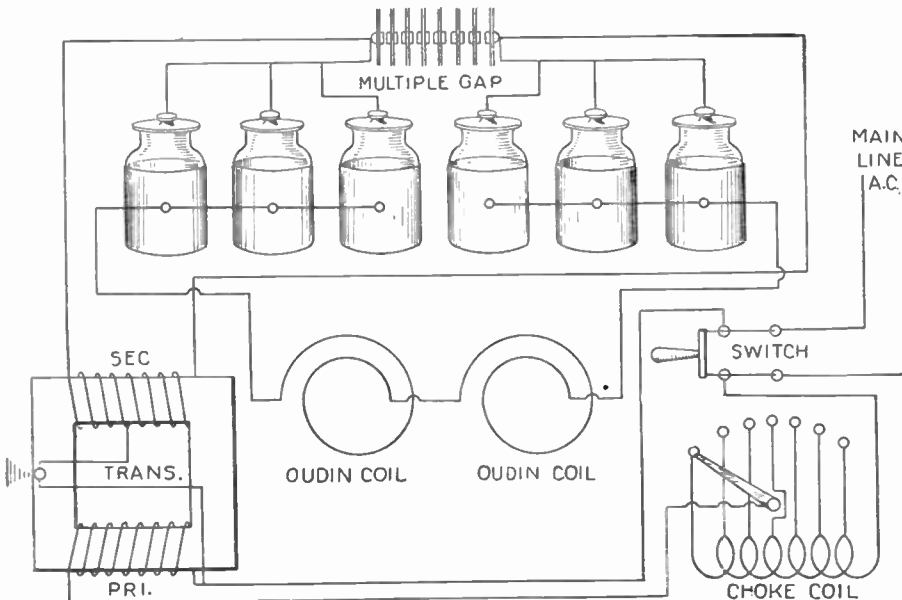 MULTIPLE GAP
MAIN
LINE
A.C.
SEC
SWITCH
TRANS.
OUDIN COIL
OUDIN COIL
PRI.
CHOKE COIL